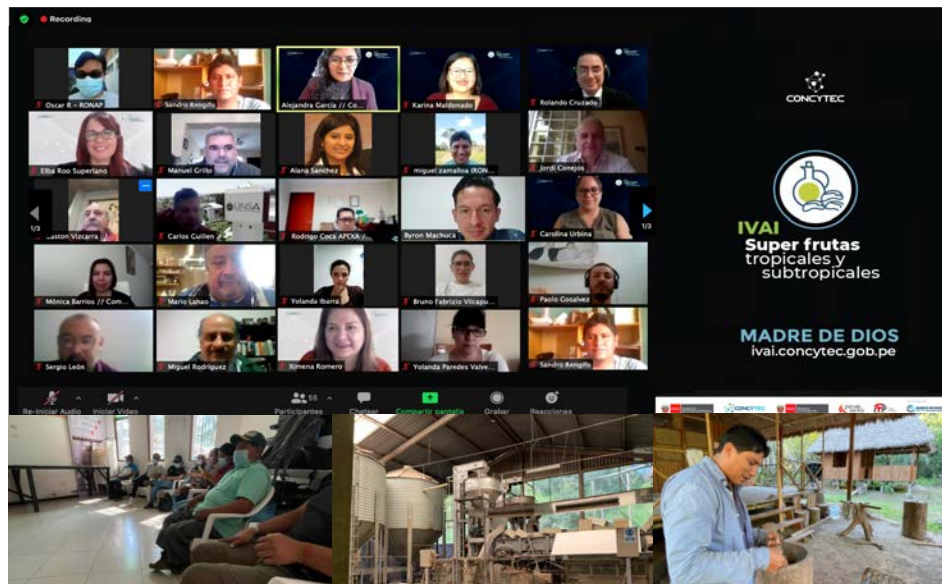 Recording
Oscar R – RONAP
Sandro Rengifo
Alejandra García // Co...
Karina Maldonado
Rolando Cruzado
Elba Roo Superlano
Manuel Grillo
Alana Sanchez
miguel zamalloa (RON...
Jordi Conejos
1/3
Gaston Vizcarra
Carlos Guillen
UNSA
Rodrigo Coca APEXA /
Byron Machuca
Carolina Urbina
1/3
Mónica Barrios // Com...
Mario Lanao
Yolanda Ibarra
Bruno Fabrizio Vilcapu...
Paolo Gosalvez
Sergio León
Miguel Rodríguez
Ximena Romero
Yolanda Paredes Valve...
Sandro Rengifo
Re-Iniciar Audio
Iniciar Video
55
Participantes
Chatear
Compartir pantalla
Grabar
Reacciones
CONCYTEC
IVAI
Super frutas
tropicales y
subtropicales
MADRE DE DIOS
ivai.concytec.gob.pe
CONCYTEC